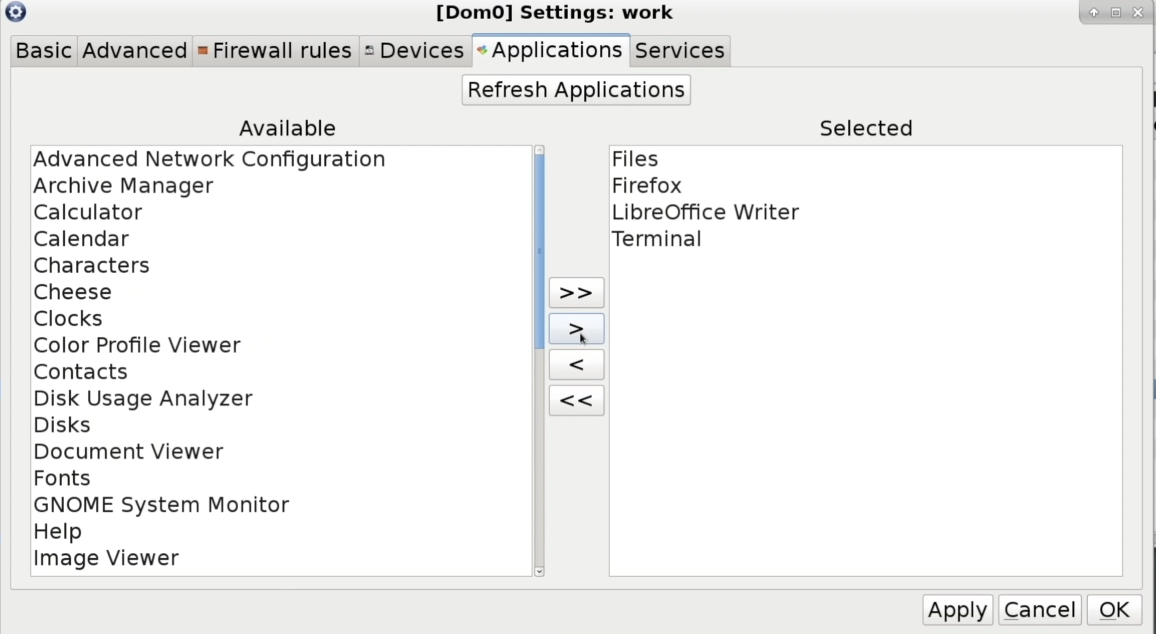 [Dom0] Settings: work
Basic Advanced Firewall rules Devices Applications Services
Refresh Applications
Available
Advanced Network Configuration
Archive Manager
Calculator
Calendar
Characters
Cheese
Clocks
Color Profile Viewer
Contacts
Disk Usage Analyzer
Disks
Document Viewer
Fonts
GNOME System Monitor
Help
Image Viewer
>>
>
<
<<
Selected
Files
Firefox
LibreOffice Writer
Terminal
Apply Cancel OK